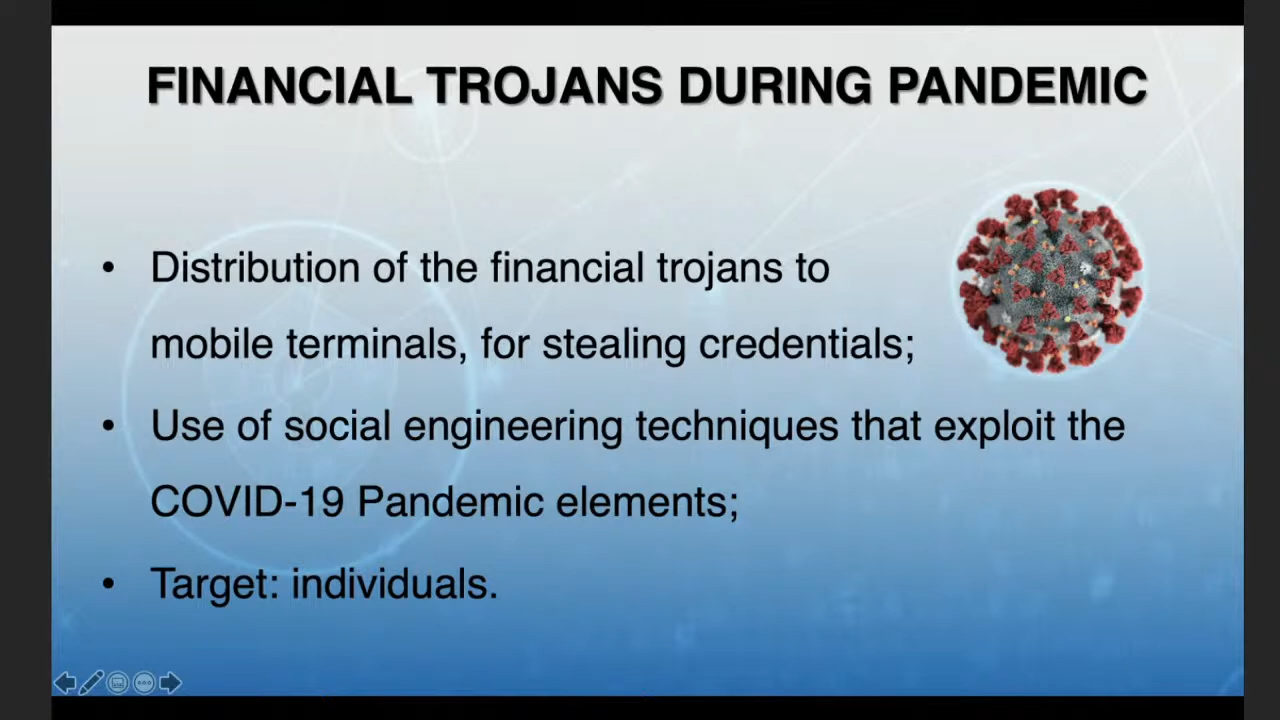 FINANCIAL TROJANS DURING PANDEMIC
• Distribution of the financial trojans to
mobile terminals, for stealing credentials;
• Use of social engineering techniques that exploit the
COVID-19 Pandemic elements;
• Target: individuals.